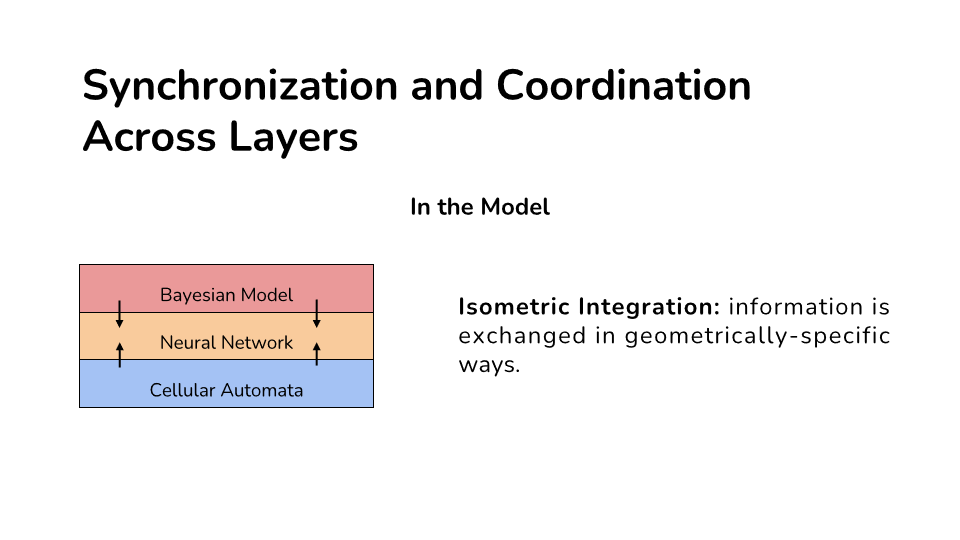 Synchronization and Coordination
Across Layers
In the Model
Bayesian Model
Neural Network
Cellular Automata
Isometric Integration: information is
exchanged in geometrically-specific
ways.